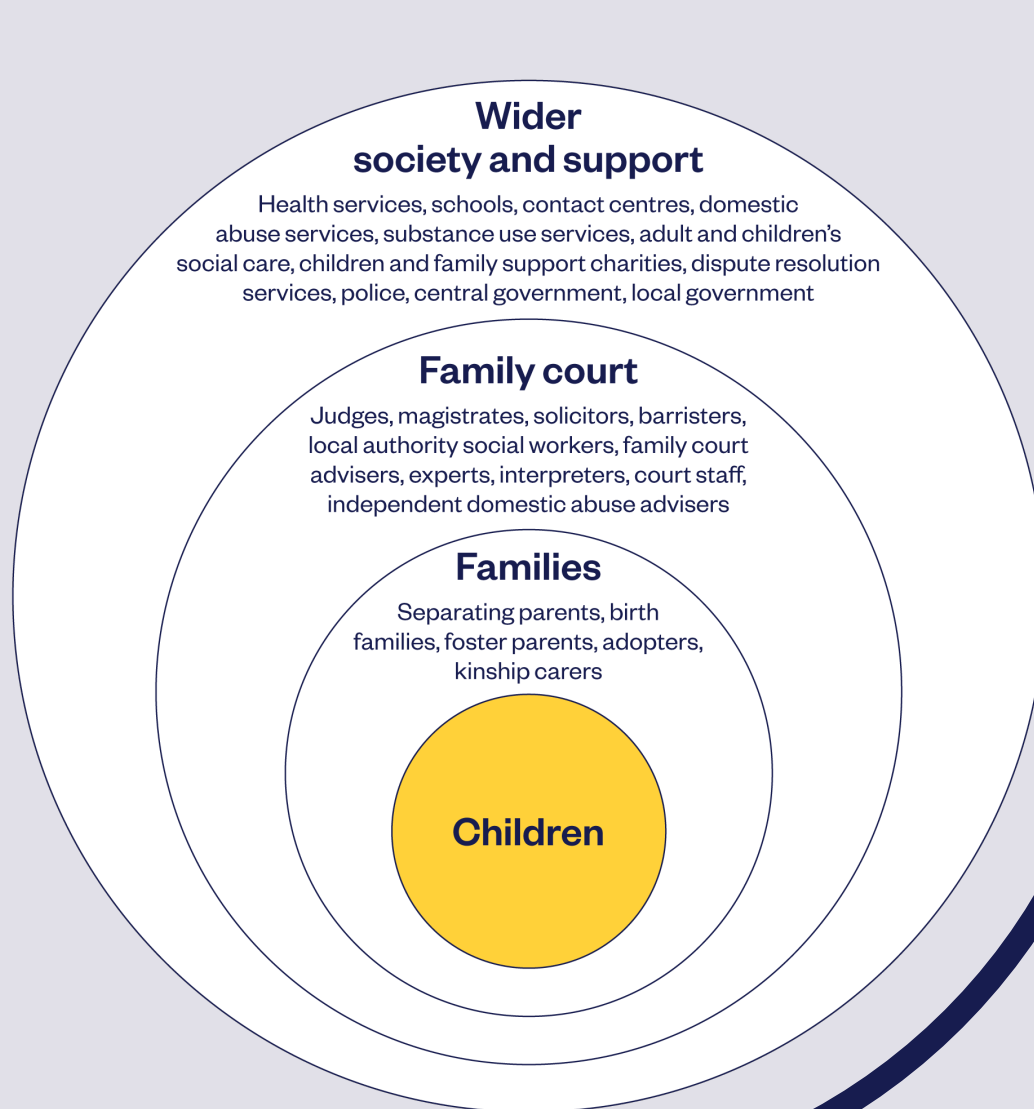 Wider
society and support
Health services, schools, contact centres, domestic
abuse services, substance use services, adult and children’s
social care, children and family support charities, dispute resolution
services, police, central government, local government
Family court
Judges, magistrates, solicitors, barristers,
local authority social workers, family court
advisers, experts, interpreters, court staff,
independent domestic abuse advisers
Families
Separating parents, birth
families, foster parents, adopters,
kinship carers
Children